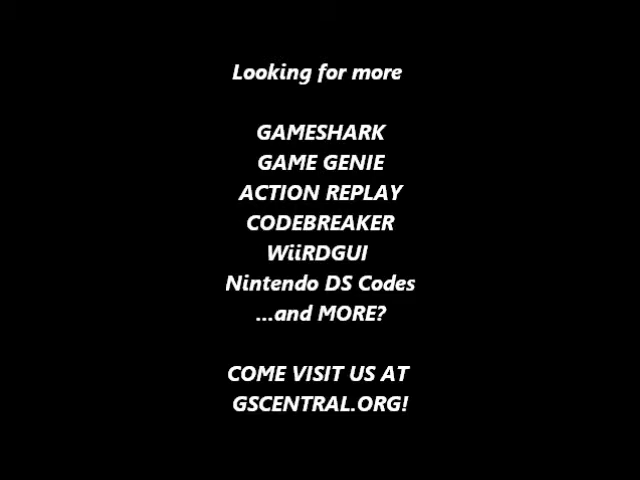 Looking for more
GAMESHARK
GAME GENIE
ACTION REPLAY
CODEBREAKER
WiiRDGUI
Nintendo DS Codes
...and MORE?
COME VISIT US AT
GSCENTRAL.ORG!